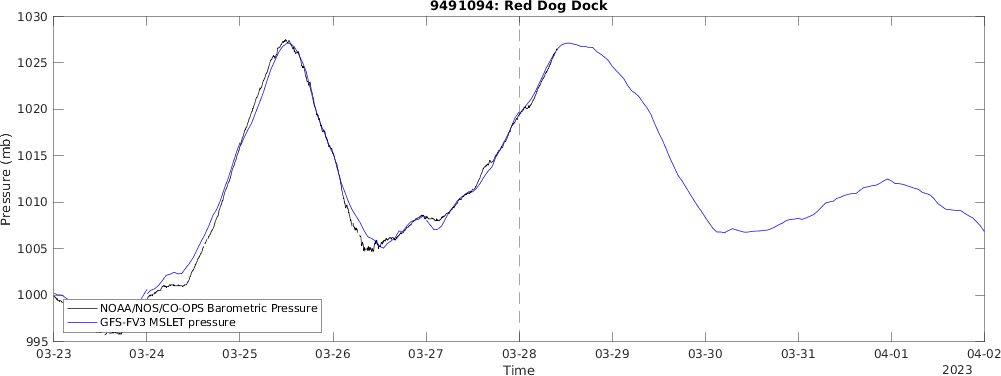 9491094: Red Dog Dock
Pressure (mb)
1030
1025
1020
1015
1010
1005
1000
995
NOAA/NOS/CO-OPS Barometric Pressure
GFS-FV3 MSLET pressure
03-23 03-24 03-25 03-26 03-27 03-28 03-29 03-30 03-31 04-01 04-02
Time
2023